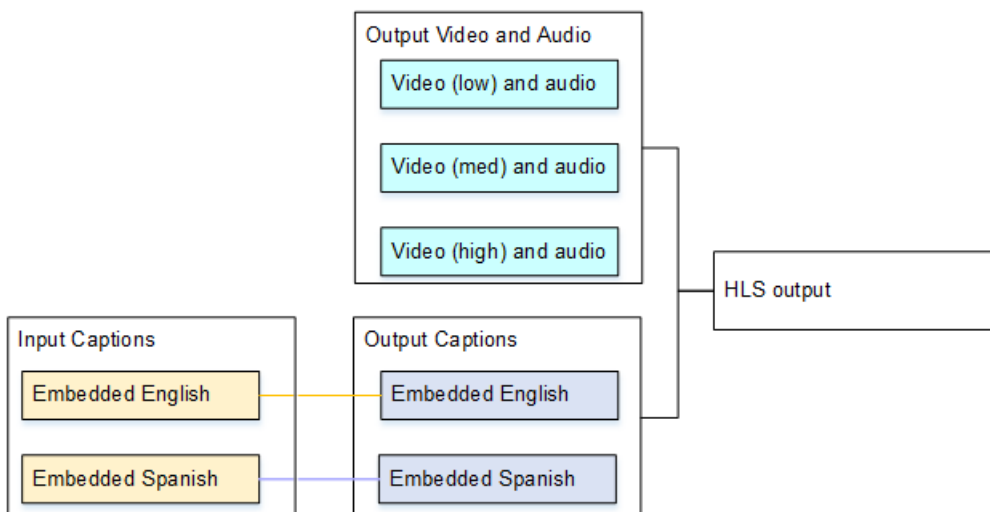 Output Video and Audio
Video (low) and audio
Video (med) and audio
Video (high) and audio
HLS output
Input Captions
Embedded English
Embedded Spanish
Output Captions
Embedded English
Embedded Spanish